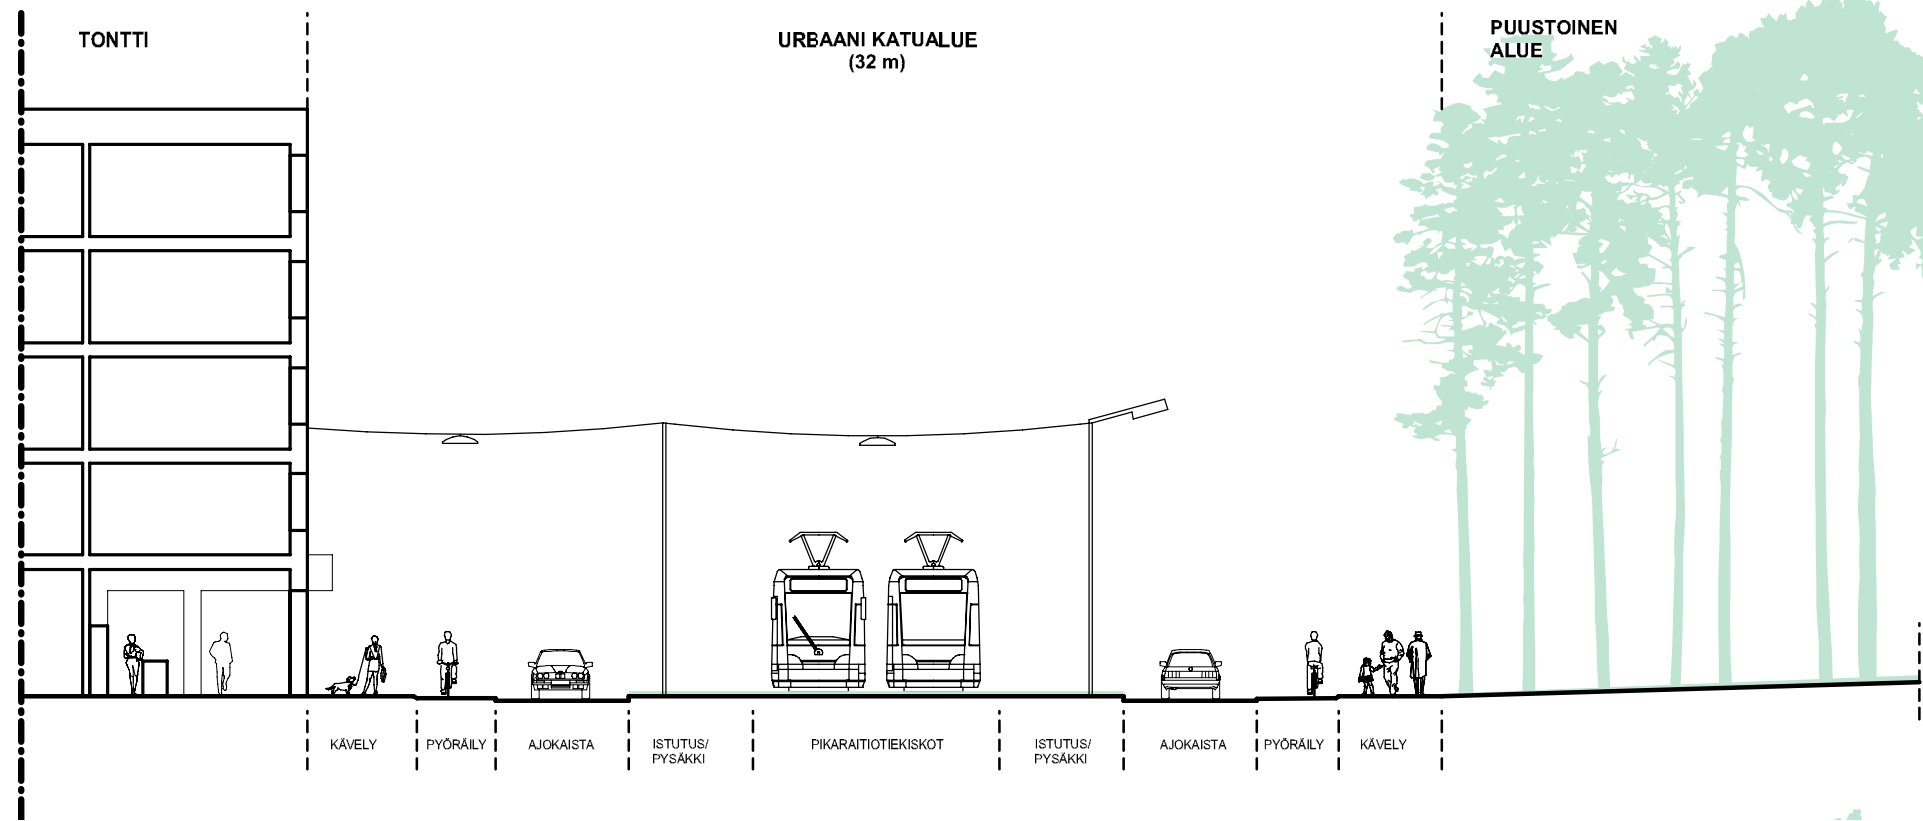 TONTTI
URBAANI KATUALUE
(32 m)
PUUSTOINEN
ALUE
KÄVELY
PYÖRÄILY
AJOKAISTA
ISTUTUS/
PYSÄKKI
PIKARAITIOTIEKISKOT
ISTUTUS/
PYSÄKKI
AJOKAISTA
PYÖRÄILY
KÄVELY